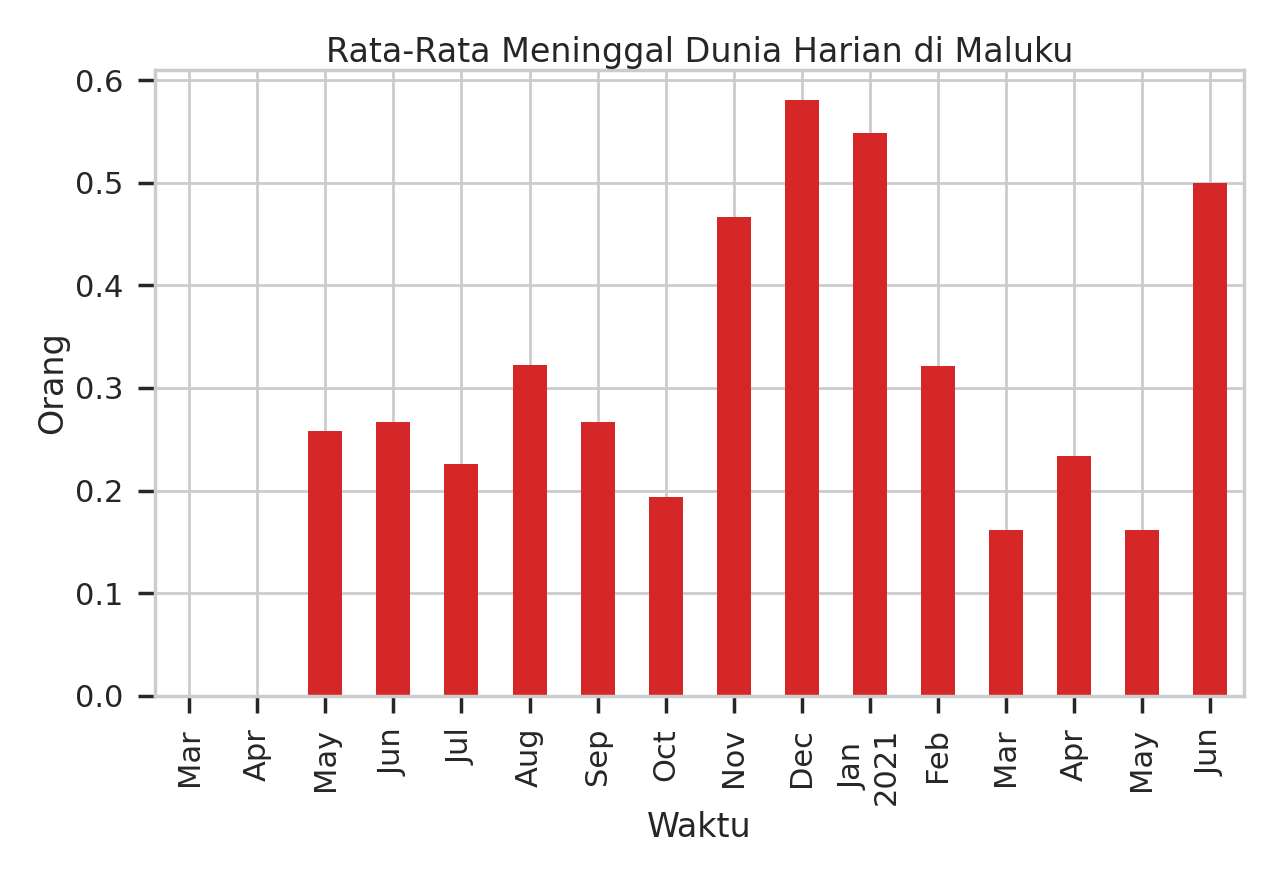 Rata-Rata Meninggal Dunia Harian di Maluku
0.6
0.5
0.4
0.3
0.2
0.1
0.0
Orang
Mar
Apr
May
Jun
Jul
Aug
Sep
Oct
Nov
Dec
Jan
2021
Feb
Mar
Apr
May
Jun
Waktu